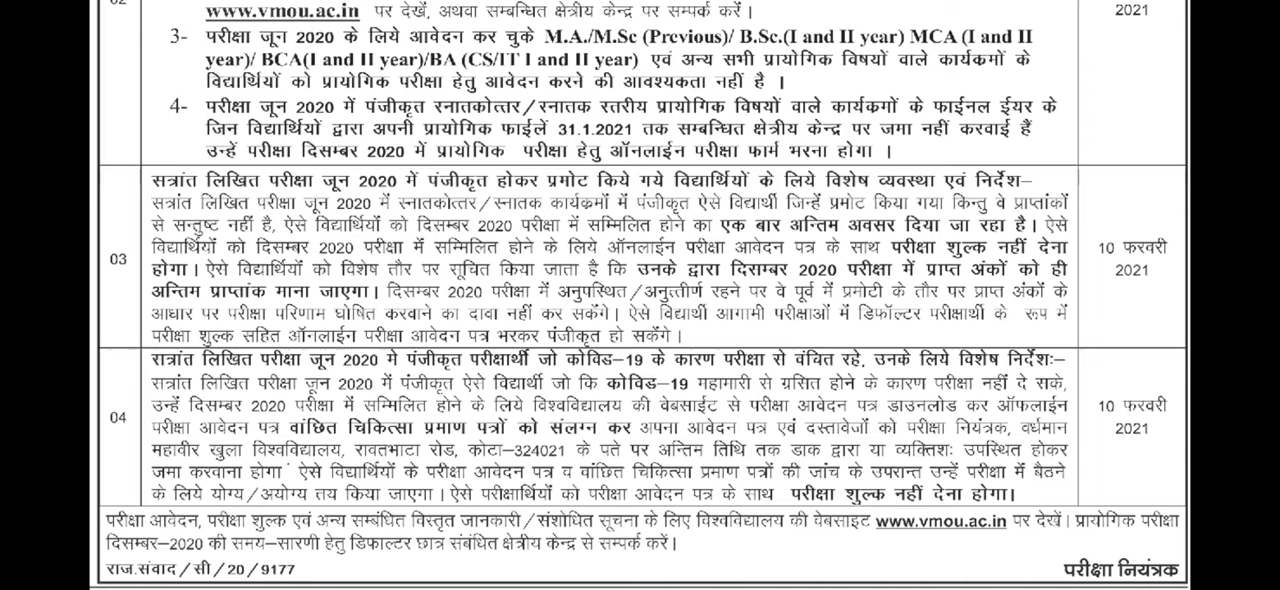 02
www.vmou.ac.in पर देखें, अथवा सम्बन्धित क्षेत्रीय केन्द्र पर सम्पर्क करें।
2021
3- परीक्षा जून 2020 के लिये आवेदन कर चुके M.A./M.Sc (Previous)/ B.Sc.(I and II year) MCA (I and II
year)/ BCA(I and II year)/BA (CS/IT I and II year) एवं अन्य सभी प्रायोगिक विषयों वाले कार्यक्रमों के
विद्यार्थियों को प्रायोगिक परीक्षा हेतु आवेदन करने की आवश्यकता नहीं है ।
4- परीक्षा जून 2020 में पंजीकृत स्नातकोत्तर/स्नातक स्तरीय प्रायोगिक विषयों वाले कार्यक्रमों के फाईनल ईयर के
जिन विद्यार्थियों द्वारा अपनी प्रायोगिक फाईलें 31.1.2021 तक सम्बन्धित क्षेत्रीय केन्द्र पर जमा नहीं करवाई हैं
उन्हें परीक्षा दिसम्बर 2020 में प्रायोगिक परीक्षा हेतु ऑनलाईन परीक्षा फार्म भरना होगा ।
सत्रांत लिखित परीक्षा जून 2020 में पंजीकृत होकर प्रमोट किये गये विद्यार्थियों के लिये विशेष व्यवस्था एवं निर्देश–
सत्रांत लिखित परीक्षा जून 2020 में स्नातकोत्तर/स्नातक कार्यक्रमों में पंजीकृत ऐसे विद्यार्थी जिन्हें प्रमोट किया गया किन्तु वे प्राप्तांकों
से सन्तुष्ट नहीं है, ऐसे विद्यार्थियों को दिसम्बर 2020 परीक्षा में सम्मिलित होने का एक बार अन्तिम अवसर दिया जा रहा है। ऐसे
विद्यार्थियों को दिसम्बर 2020 परीक्षा में सम्मिलित होने के लिये ऑनलाईन परीक्षा आवेदन पत्र के साथ परीक्षा शुल्क नहीं देना
03
होगा। ऐसे विद्यार्थियों को विशेष तौर पर सूचित किया जाता है कि उनके द्वारा दिसम्बर 2020 परीक्षा में प्राप्त अंकों को ही
10 फरवरी
2021
अन्तिम प्राप्तांक माना जाएगा। दिसम्बर 2020 परीक्षा में अनुपस्थित/अनुत्तीर्ण रहने पर वे पूर्व में प्रमोटी के तौर पर प्राप्त अंकों के
आधार पर परीक्षा परिणाम घोषित करवाने का दावा नहीं कर सकेंगे। ऐसे विद्यार्थी आगामी परीक्षाओं में डिफॉल्टर परीक्षार्थी के रूप में
परीक्षा शुल्क सहित ऑनलाईन परीक्षा आवेदन पत्र भरकर पंजीकृत हो सकेंगे।
सत्रांत लिखित परीक्षा जून 2020 मे पंजीकृत परीक्षार्थी जो कोविड–19 के कारण परीक्षा से वंचित रहे, उनके लिये विशेष निर्देशः–
सत्रांत लिखित परीक्षा जून 2020 में पंजीकृत ऐसे विद्यार्थी जो कि कोविड–19 महामारी से ग्रसित होने के कारण परीक्षा नहीं दे सके,
उन्हें दिसम्बर 2020 परीक्षा में सम्मिलित होने के लिये विश्वविद्यालय की वेबसाईट से परीक्षा आवेदन पत्र डाउनलोड कर ऑफलाईन
04
परीक्षा आवेदन पत्र वांछित चिकित्सा प्रमाण पत्रों को संलग्न कर अपना आवेदन पत्र एवं दस्तावेजों को परीक्षा नियंत्रक, वर्धमान
10 फरवरी
2021
महावीर खुला विश्वविद्यालय, रावतभाटा रोड, कोटा–324021 के पते पर अन्तिम तिथि तक डाक द्वारा या व्यक्तिशः उपस्थित होकर
जमा करवाना होगा ऐसे विद्यार्थियों के परीक्षा आवेदन पत्र व वांछित चिकित्सा प्रमाण पत्रों की जांच के उपरान्त उन्हें परीक्षा में बैठने
के लिये योग्य/अयोग्य तय किया जाएगा। ऐसे परीक्षार्थियों को परीक्षा आवेदन पत्र के साथ परीक्षा शुल्क नहीं देना होगा।
परीक्षा आवेदन, परीक्षा शुल्क एवं अन्य सम्बंधित विस्तृत जानकारी/संशोधित सूचना के लिए विश्वविद्यालय की वेबसाइट www.vmou.ac.in पर देखें। प्रायोगिक परीक्षा
दिसम्बर–2020 की समय–सारणी हेतु डिफाल्टर छात्र संबंधित क्षेत्रीय केन्द्र से सम्पर्क करें।
राज.संवाद/सी/20/9177
परीक्षा नियंत्रक